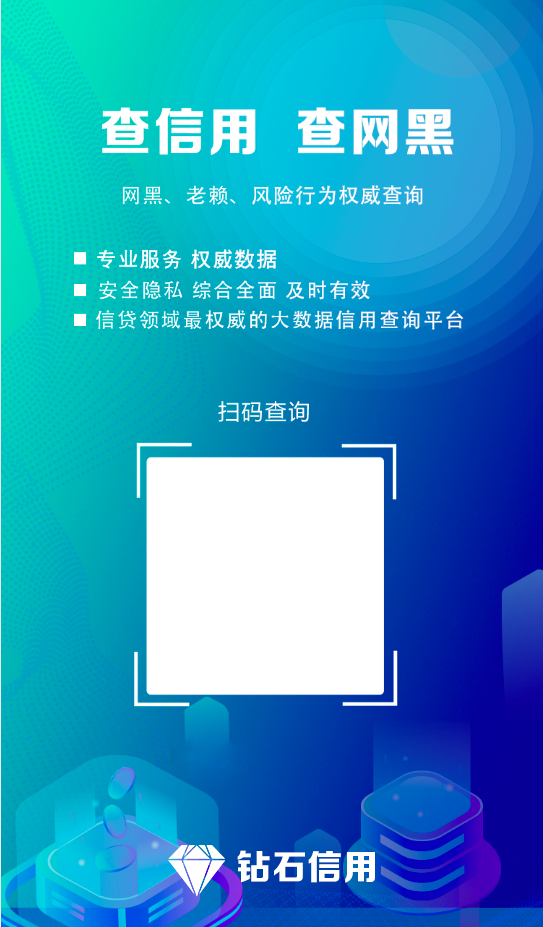 查信用 查网黑
网黑、老赖、风险行为权威查询
专业服务 权威数据
安全隐私 综合全面 及时有效
信贷领域最权威的大数据信用查询平台
扫码查询
钻石信用